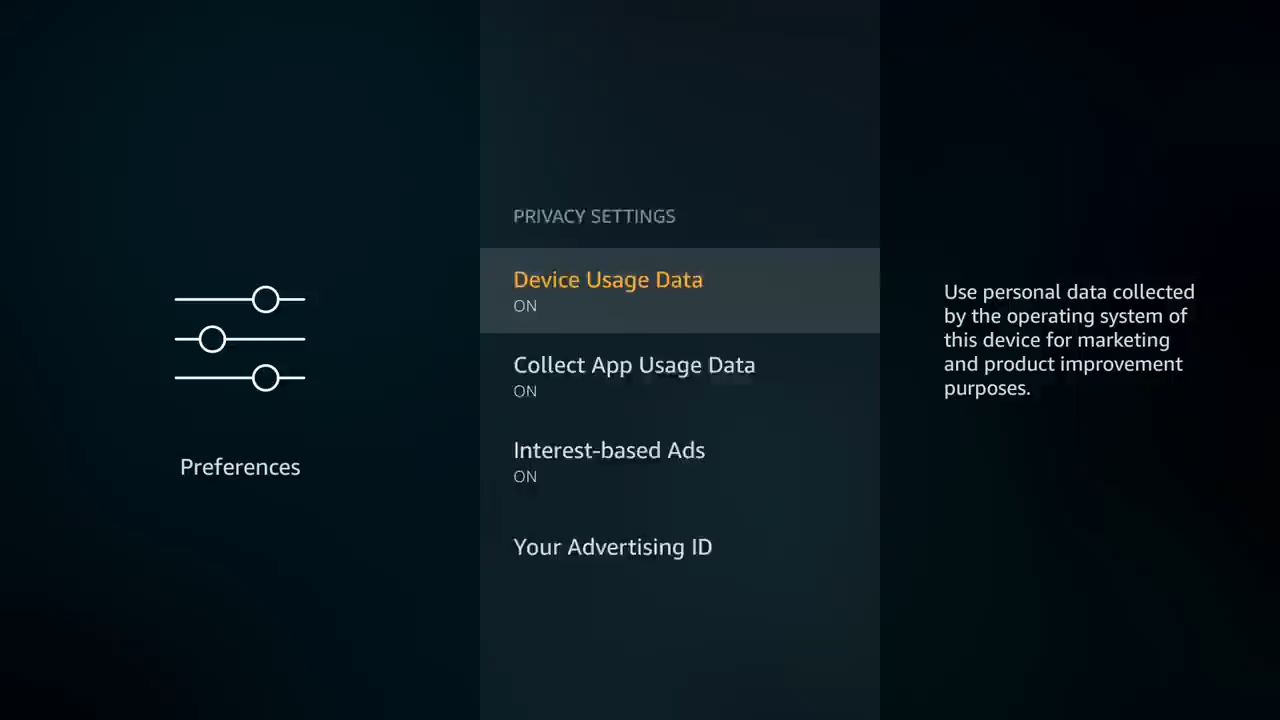 Preferences
PRIVACY SETTINGS
Device Usage Data
ON
Collect App Usage Data
ON
Interest-based Ads
ON
Your Advertising ID
Use personal data collected
by the operating system of
this device for marketing
and product improvement
purposes.